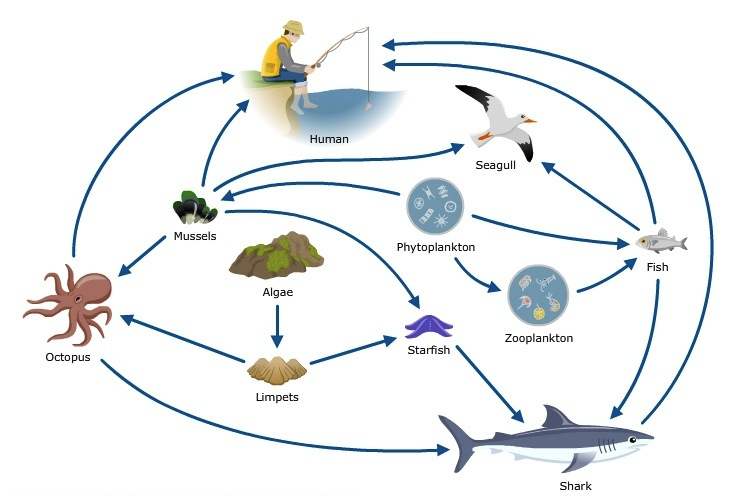 Human
Seagull
Mussels
Phytoplankton
Fish
Algae
Zooplankton
Starfish
Octopus
Limpets
Shark